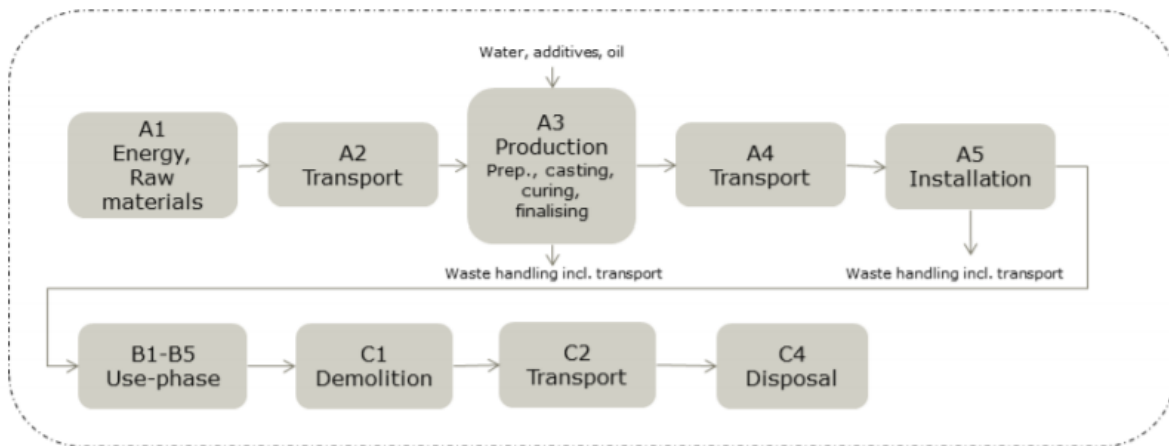 Water, additives, oil
A1
Energy,
Raw
materials
A2
Transport
A3
Production
Prep., casting,
curing,
finalising
A4
Transport
A5
Installation
Waste handling incl. transport
Waste handling incl. transport
B1-B5
Use-phase
C1
Demolition
C2
Transport
C4
Disposal